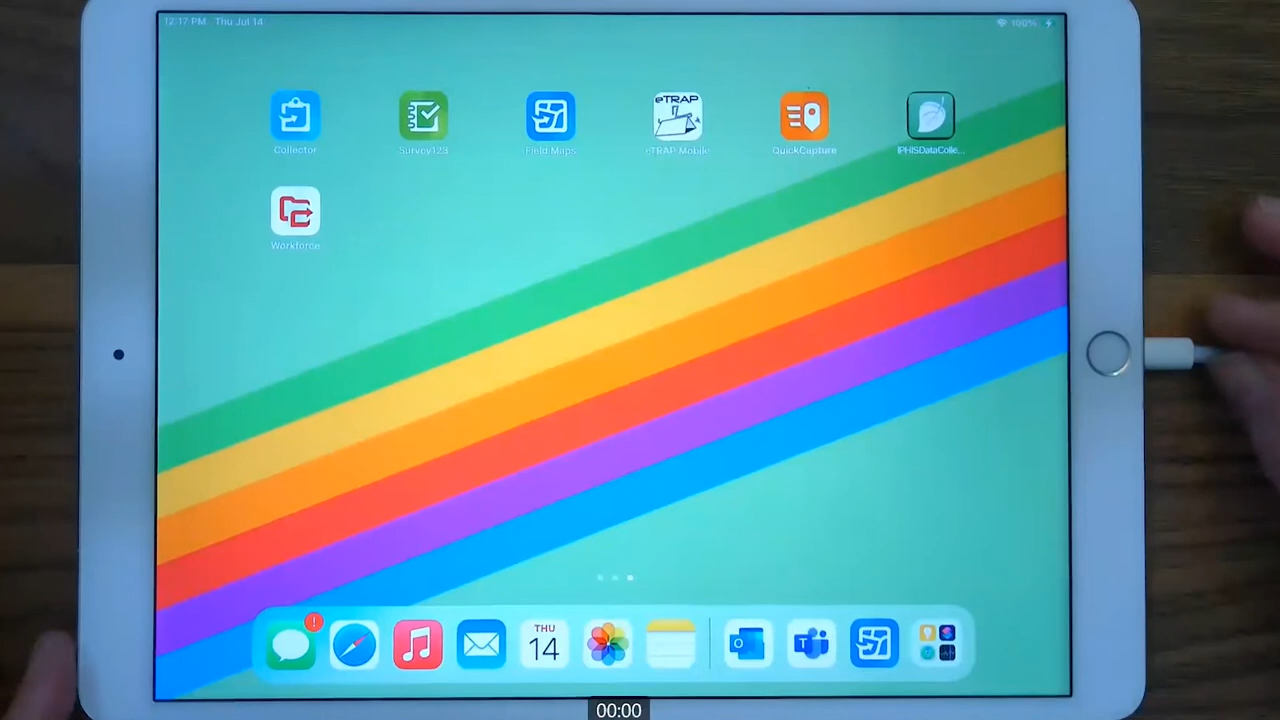 12:17 PM Thu Jul 14
100%
eTRAP
Collector
Survey123
Field Maps
eTRAP Mobile
QuickCapture
IPHISDataColle...
Workforce
!
THU
14
00:00